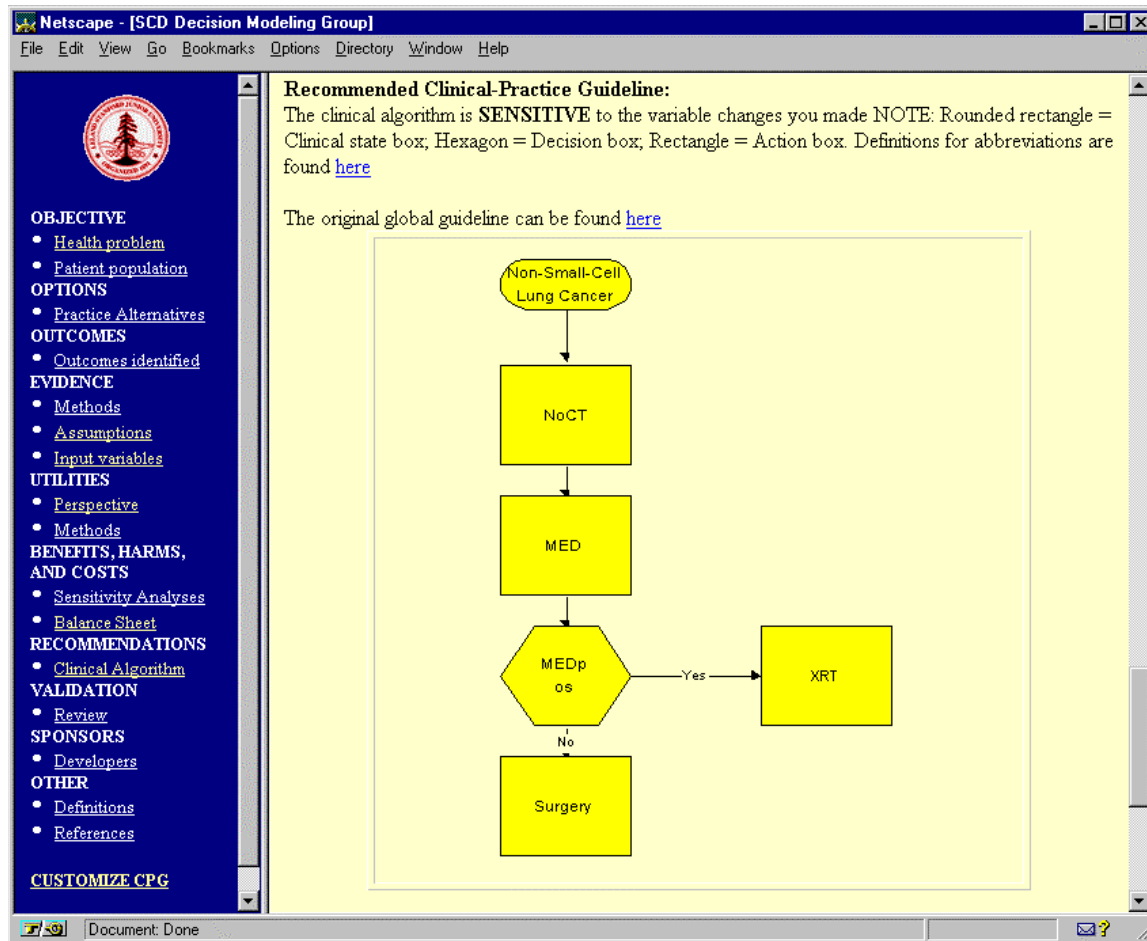 Netscape - [SCD Decision Modeling Group]
File Edit View Go Bookmarks Options Directory Window Help
OBJECTIVE
Health problem
Patient population
OPTIONS
Practice Alternatives
OUTCOMES
Outcomes identified
EVIDENCE
Methods
Assumptions
Input variables
UTILITIES
Perspective
Methods
BENEFITS, HARMS,
AND COSTS
Sensitivity Analyses
Balance Sheet
RECOMMENDATIONS
Clinical Algorithm
VALIDATION
Review
SPONSORS
Developers
OTHER
Definitions
References
CUSTOMIZE CPG
Recommended Clinical-Practice Guideline:
The clinical algorithm is SENSITIVE to the variable changes you made NOTE: Rounded rectangle =
Clinical state box; Hexagon = Decision box; Rectangle = Action box. Definitions for abbreviations are
found here
The original global guideline can be found here
Non-Small-Cell
Lung Cancer
NoCT
MED
MEDp
os
Yes
XRT
No
Surgery
Document: Done